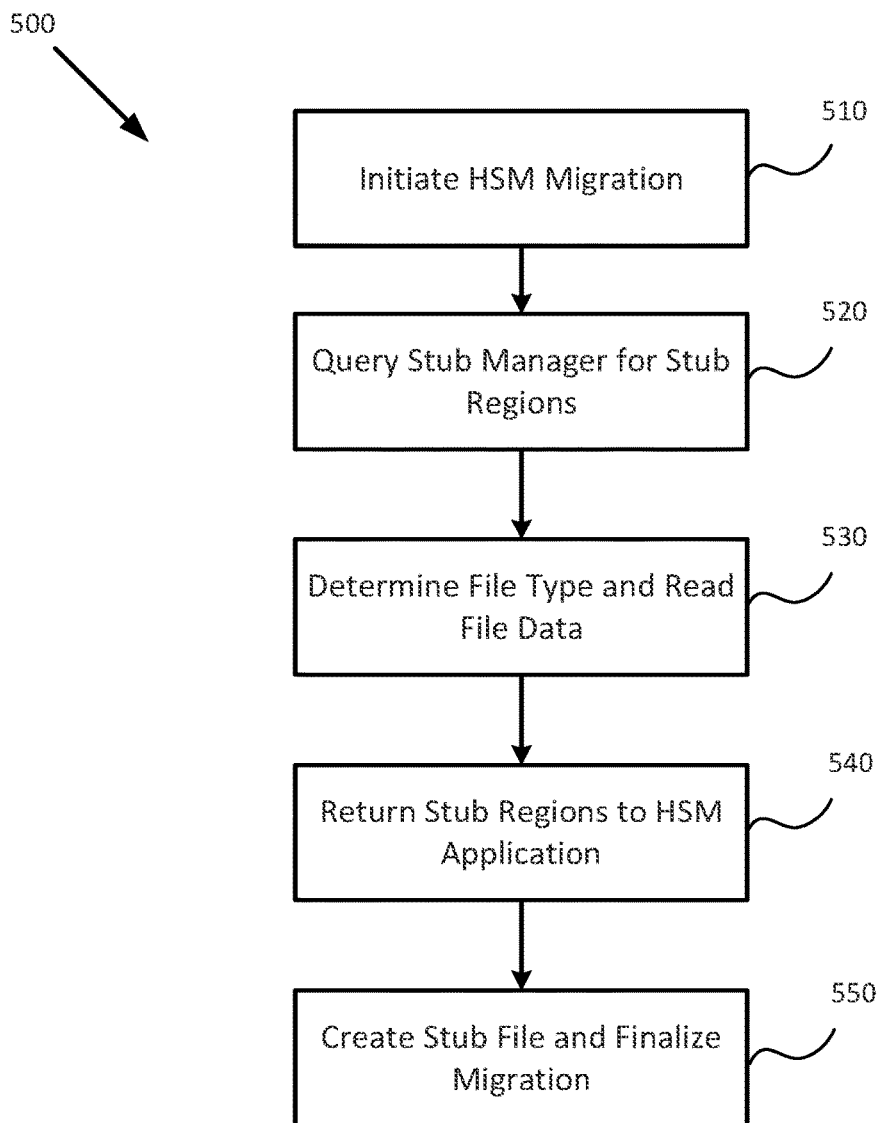 500
510
Initiate HSM Migration
520
Query Stub Manager for Stub
Regions
530
Determine File Type and Read
File Data
540
Return Stub Regions to HSM
Application
550
Create Stub File and Finalize
Migration